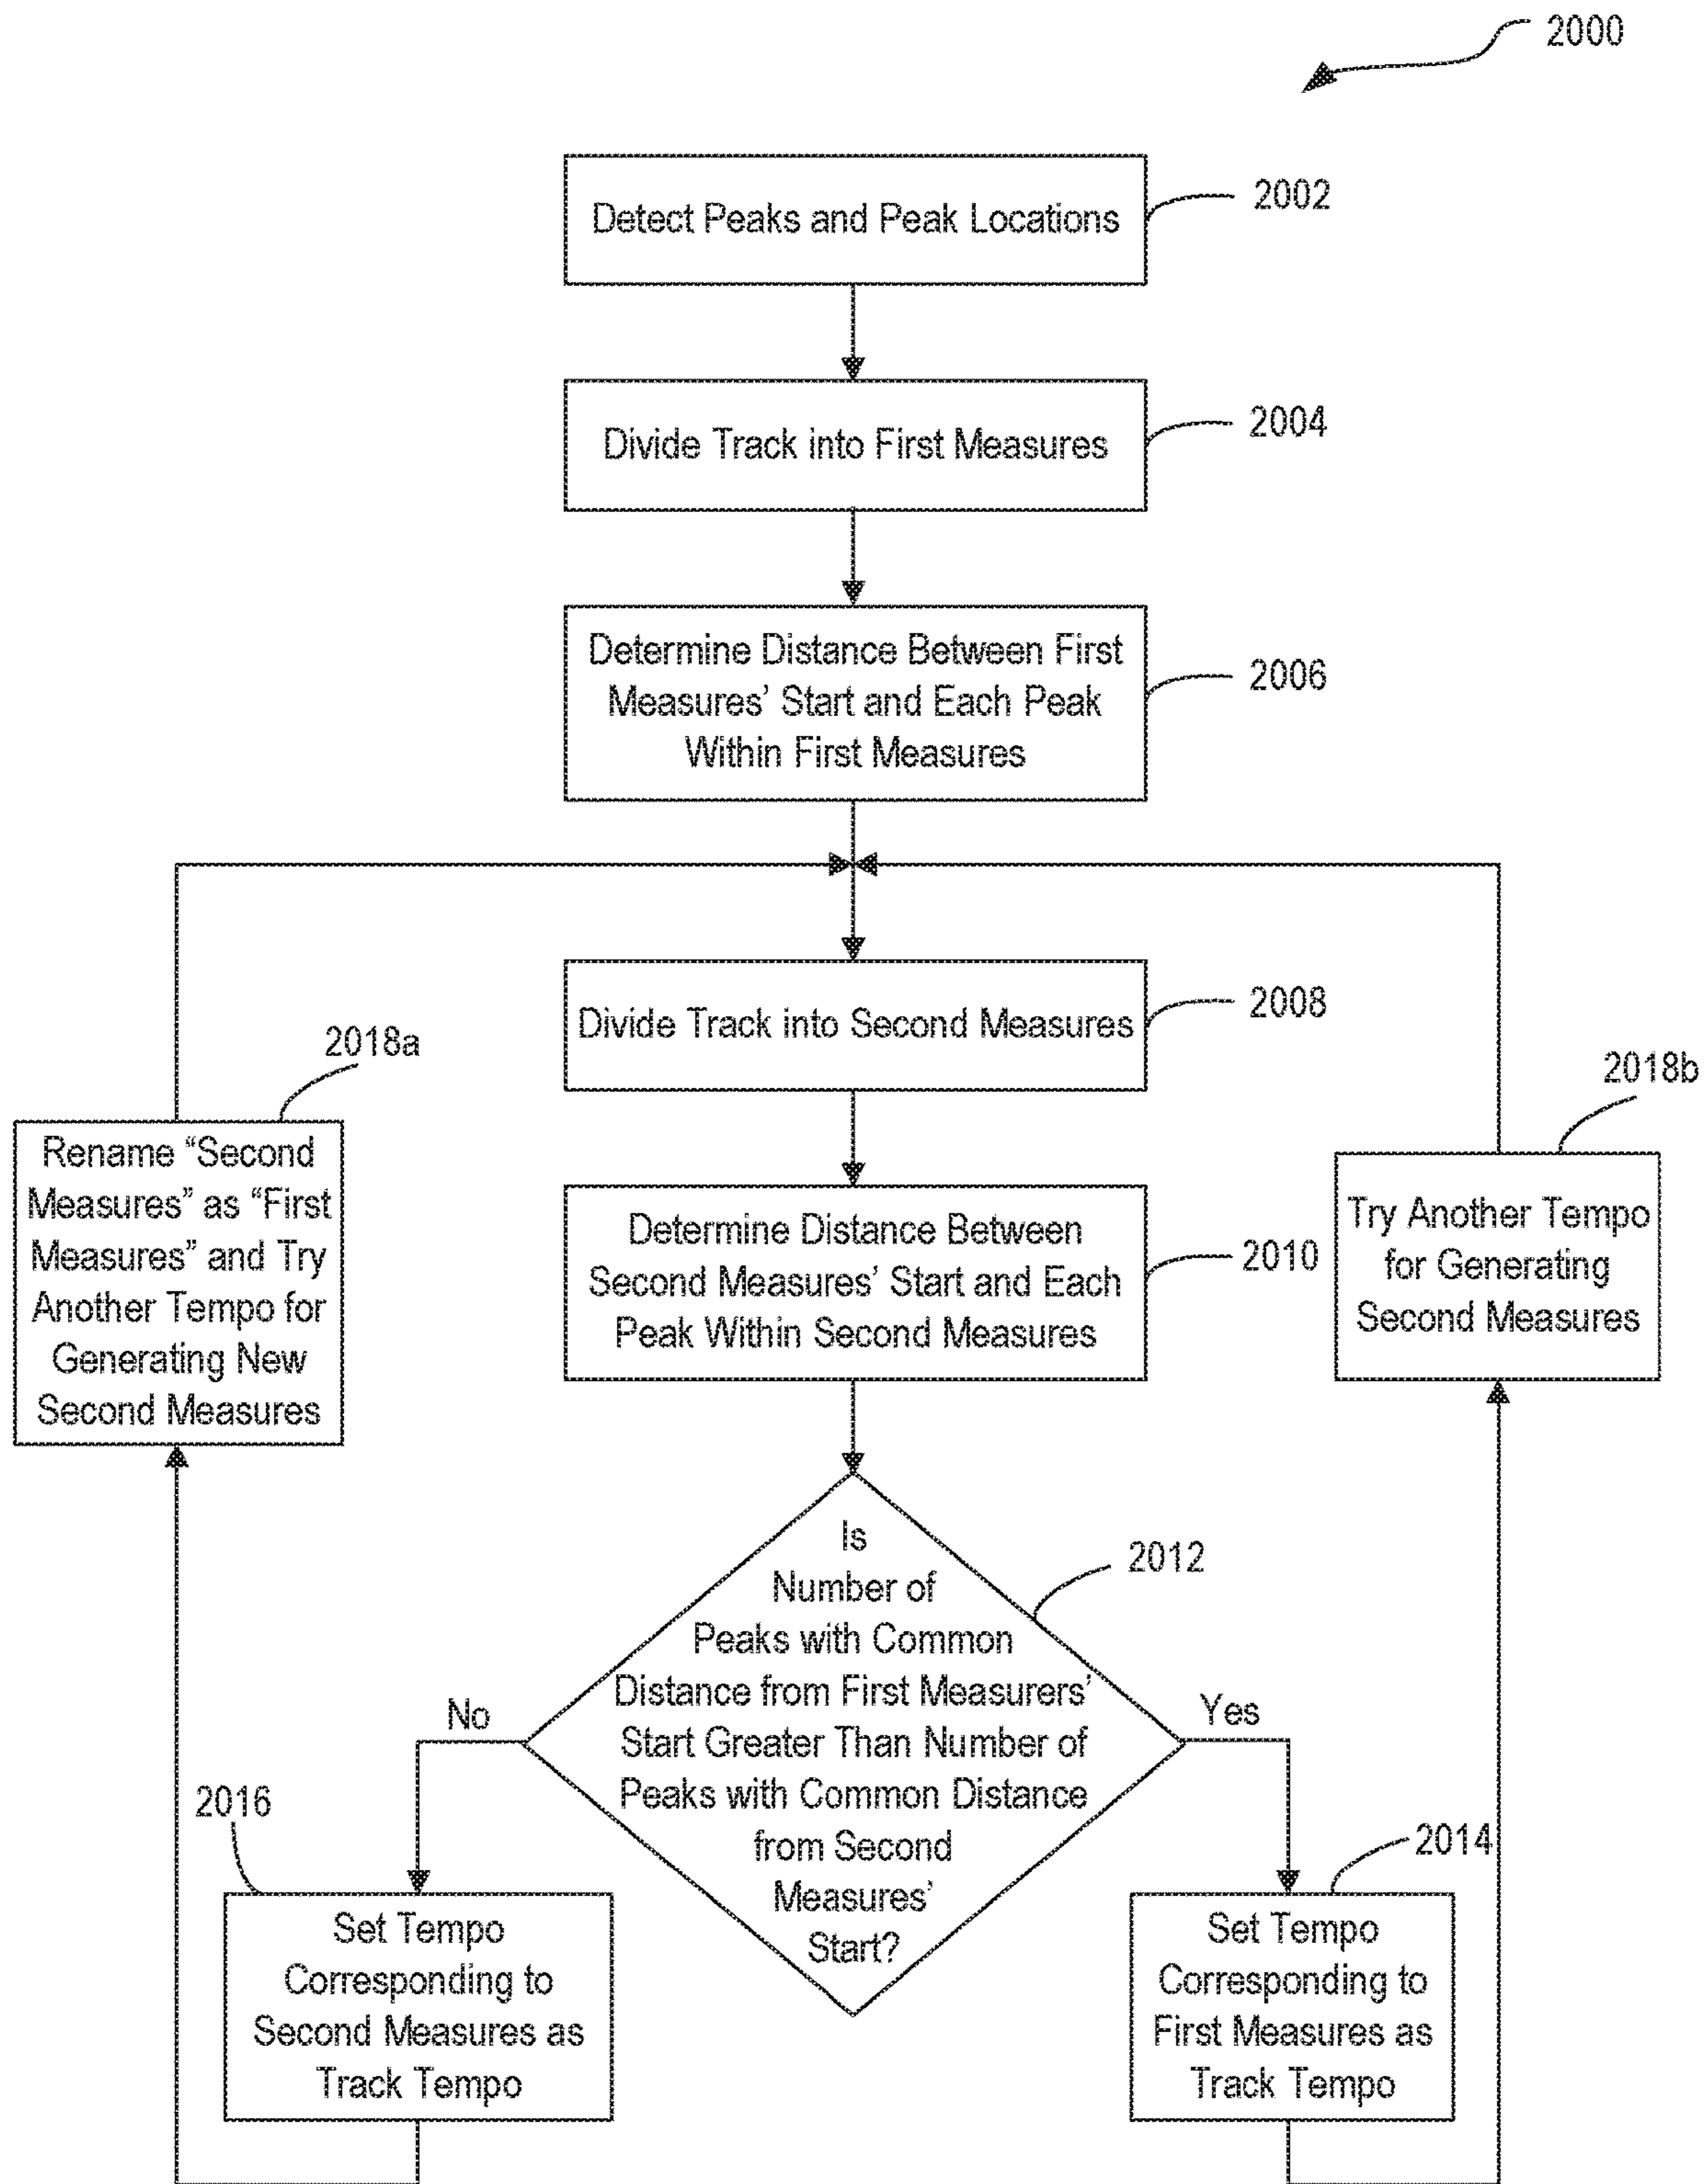 2000
Detect Peaks and Peak Locations
2002
Divide Track into First Measures
2004
Determine Distance Between First
Measures’ Start and Each Peak
Within First Measures
2006
Divide Track into Second Measures
2008
2018a
Rename “Second
Measures” as “First
Measures” and Try
Another Tempo for
Generating New
Second Measures
2018b
Try Another Tempo
for Generating
Second Measures
Determine Distance Between
Second Measures’ Start and Each
Peak Within Second Measures
2010
Is
Number of
Peaks with Common
Distance from First Measurers’
Start Greater Than Number of
Peaks with Common Distance
from Second
Measures’
Start?
2012
No
Yes
2016
Set Tempo
Corresponding to
Second Measures as
Track Tempo
2014
Set Tempo
Corresponding to
First Measures as
Track Tempo